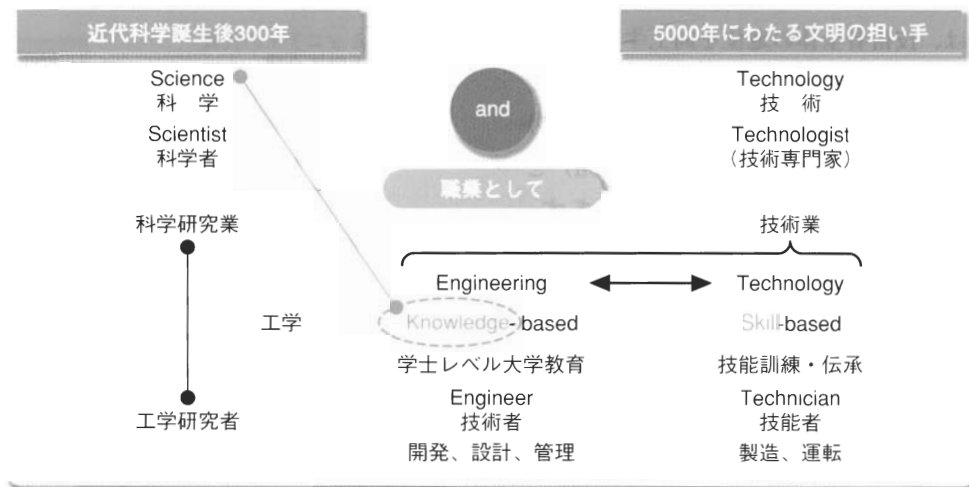 近代科学誕生後300年
5000年にわたる文明の担い手
Science
科 学
Scientist
科学者
and
職業として
Technology
技 術
Technologist
（技術専門家）
科学研究業
技術業
工学
工学研究者
Engineering
Knowledge-based
学士レベル大学教育
Engineer
技術者
開発、設計、管理
Technology
Skill-based
技能訓練・伝承
Technician
技能者
製造、運転